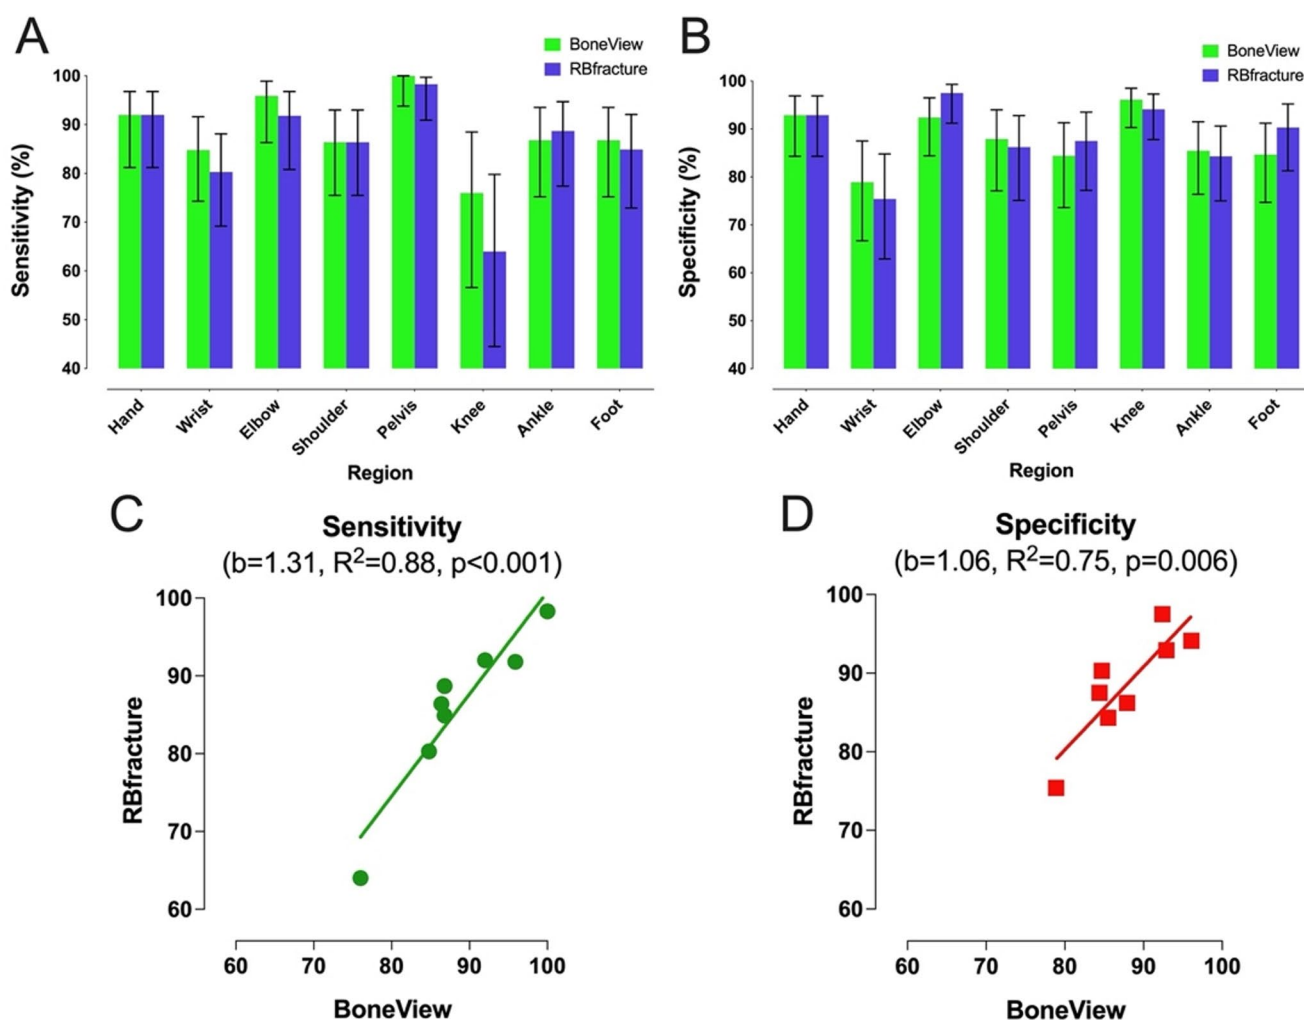 A
BoneView
RBfracture
Sensitivity (%)
100
90
80
70
60
50
40
Hand
Wrist
Elbow
Shoulder
Pelvis
Knee
Ankle
Foot
Region
B
BoneView
RBfracture
Specificity (%)
100
90
80
70
60
50
40
Hand
Wrist
Elbow
Shoulder
Pelvis
Knee
Ankle
Foot
Region
C
Sensitivity
(b=1.31, R²=0.88, p<0.001)
RBfracture
100
90
80
70
60
60 70 80 90 100
BoneView
D
Specificity
(b=1.06, R²=0.75, p=0.006)
RBfracture
100
90
80
70
60
60 70 80 90 100
BoneView